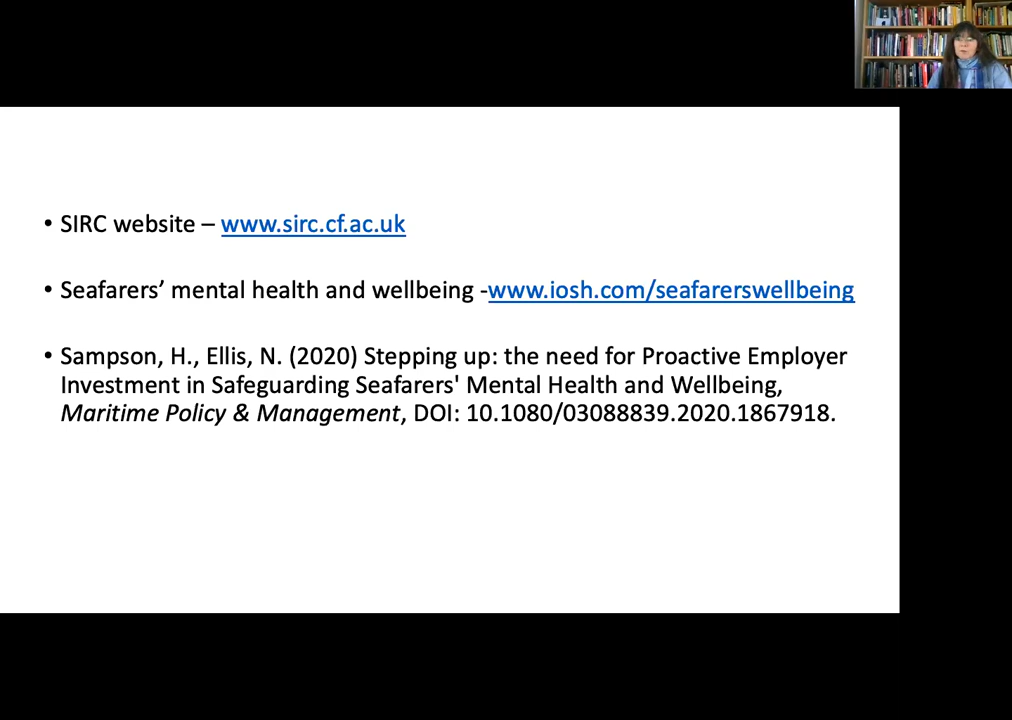 • SIRC website – www.sirc.cf.ac.uk
• Seafarers’ mental health and wellbeing -www.iosh.com/seafarerswellbeing
• Sampson, H., Ellis, N. (2020) Stepping up: the need for Proactive Employer
Investment in Safeguarding Seafarers' Mental Health and Wellbeing,
Maritime Policy & Management, DOI: 10.1080/03088839.2020.1867918.